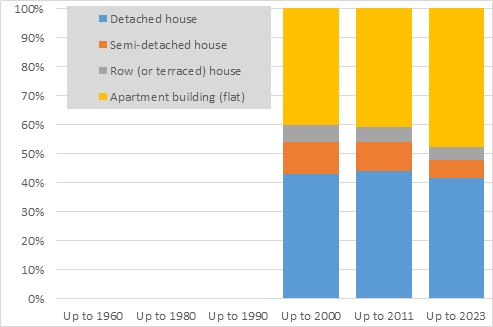 100%
90%
80%
70%
60%
50%
40%
30%
20%
10%
0%
Detached house
Semi-detached house
Row (or terraced) house
Apartment building (flat)
Up to 1960 Up to 1980 Up to 1990 Up to 2000 Up to 2011 Up to 2023